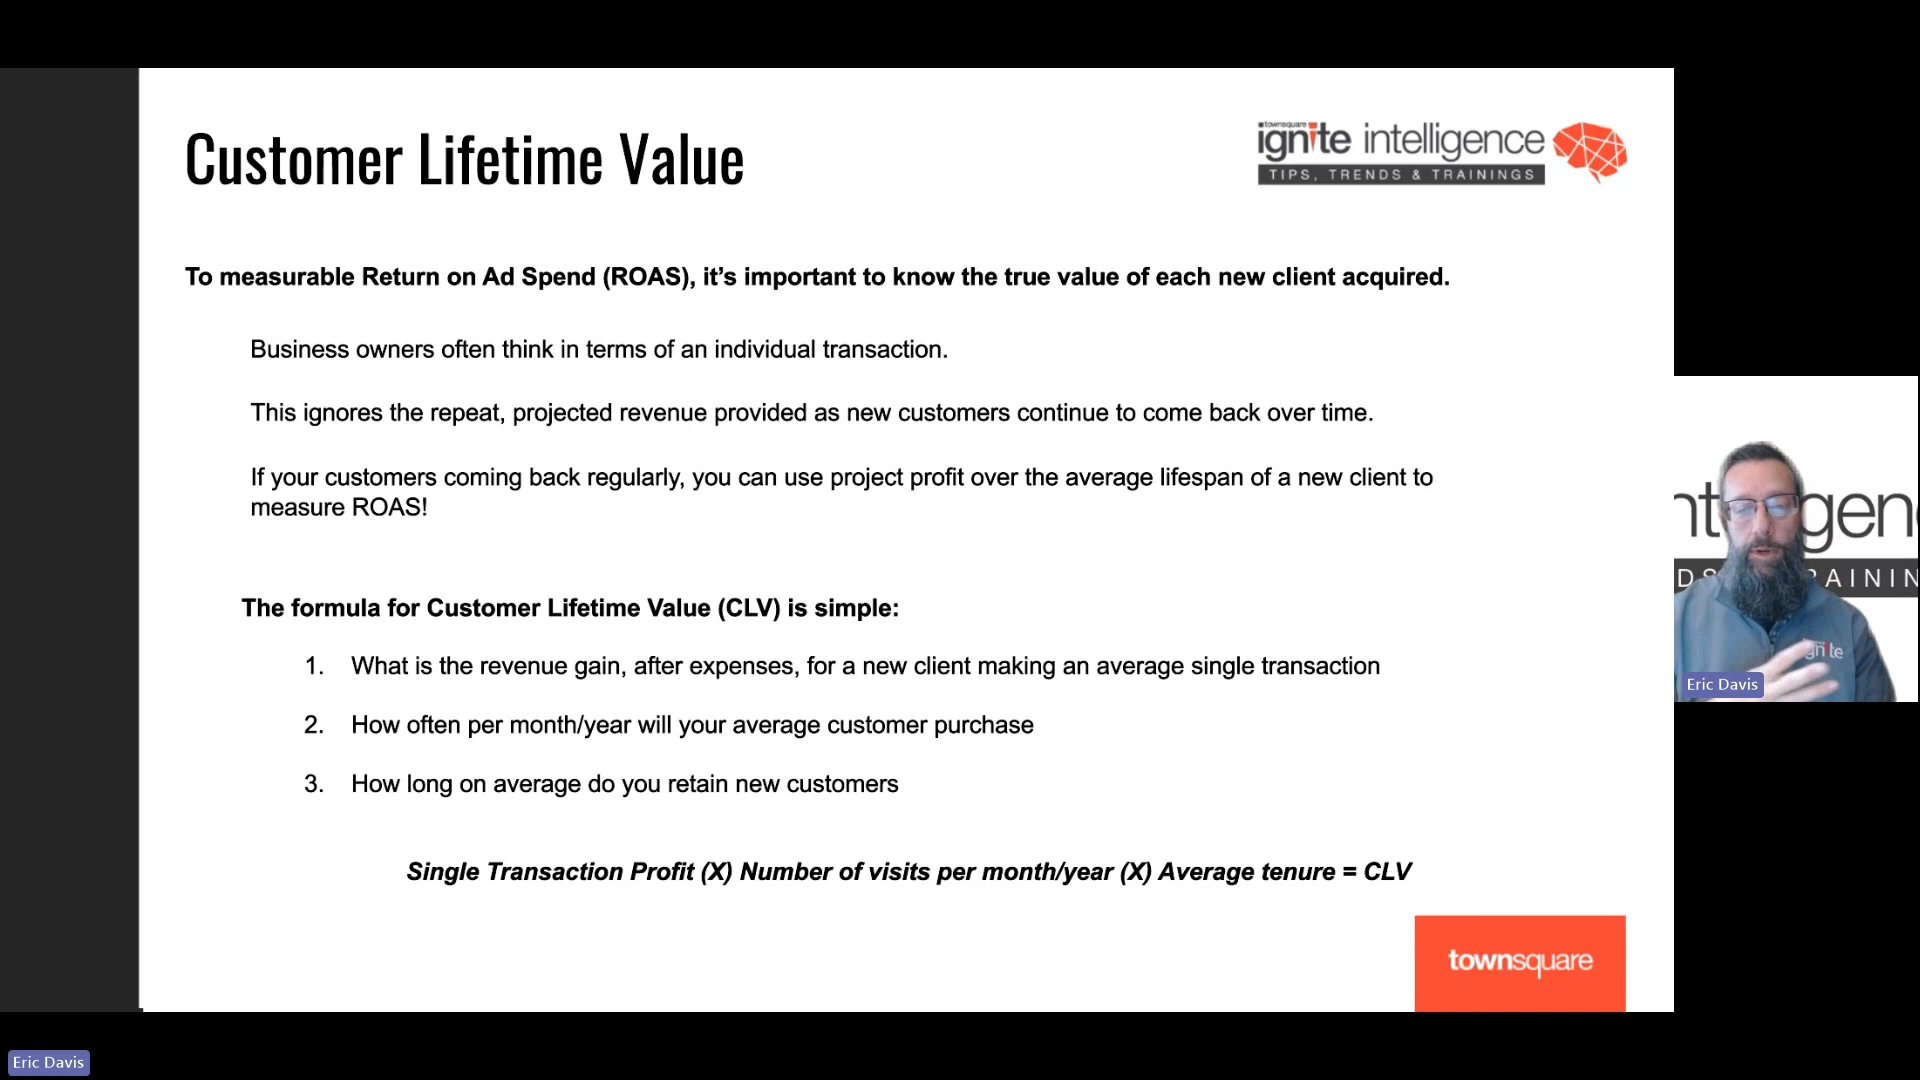 Customer Lifetime Value
townsquare
ignite intelligence
TIPS, TRENDS & TRAININGS
To measurable Return on Ad Spend (ROAS), it’s important to know the true value of each new client acquired.
Business owners often think in terms of an individual transaction.
This ignores the repeat, projected revenue provided as new customers continue to come back over time.
If your customers coming back regularly, you can use project profit over the average lifespan of a new client to
measure ROAS!
The formula for Customer Lifetime Value (CLV) is simple:
1. What is the revenue gain, after expenses, for a new client making an average single transaction
2. How often per month/year will your average customer purchase
3. How long on average do you retain new customers
Single Transaction Profit (X) Number of visits per month/year (X) Average tenure = CLV
townsquare
nt gen
DS RAININ
ignite
Eric Davis
Eric Davis